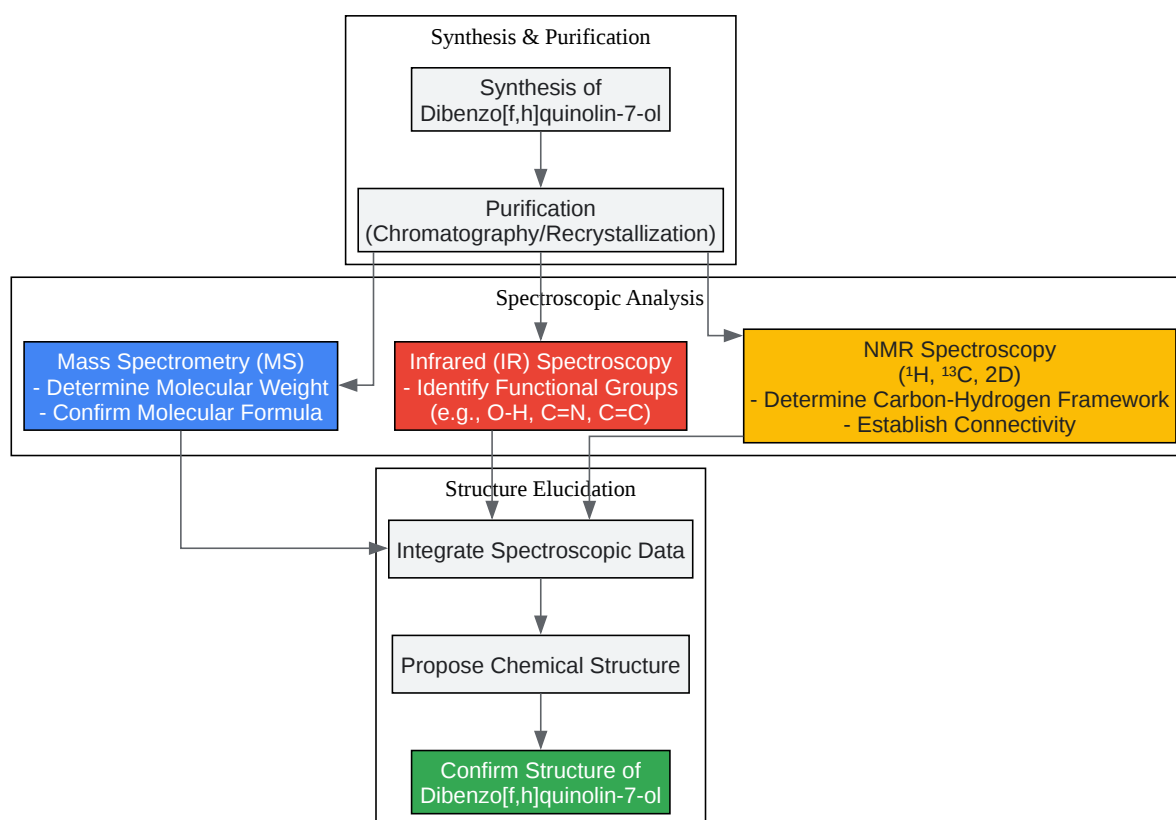 Synthesis & Purification
Synthesis of
Dibenzo[f,h]quinolin-7-ol
Purification
(Chromatography/Recrystallization)
Spectroscopic Analysis
Mass Spectrometry (MS)
- Determine Molecular Weight
- Confirm Molecular Formula
Infrared (IR) Spectroscopy
- Identify Functional Groups
(e.g., O-H, C=N, C=C)
NMR Spectroscopy
(¹H, ¹³C, 2D)
- Determine Carbon-Hydrogen Framework
- Establish Connectivity
Structure Elucidation
Integrate Spectroscopic Data
Propose Chemical Structure
Confirm Structure of
Dibenzo[f,h]quinolin-7-ol